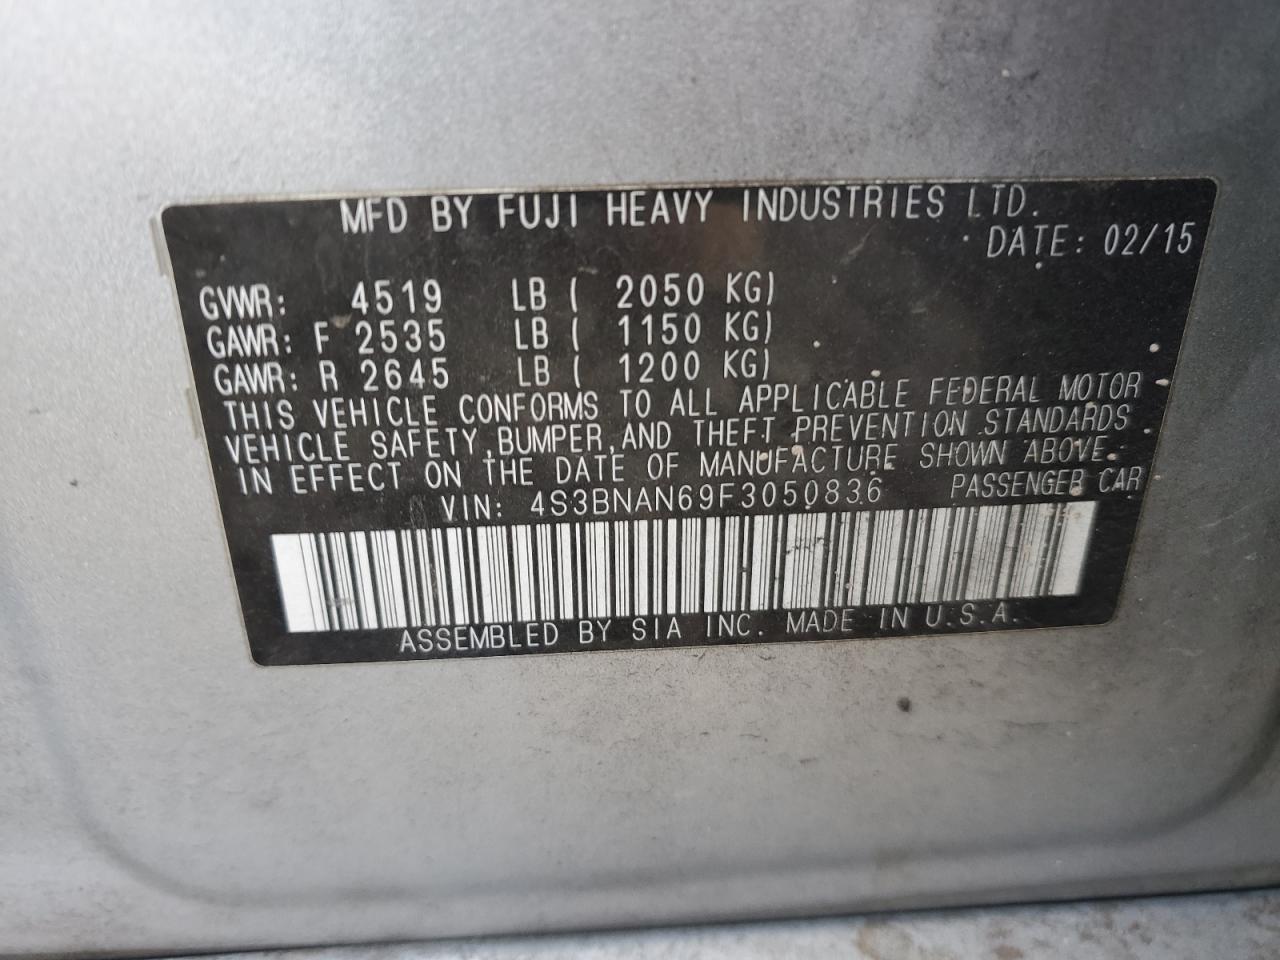 MFD BY FUJI HEAVY INDUSTRIES LTD.
DATE: 02/15
GVWR: 4519 LB ( 2050 KG)
GAWR: F 2535 LB ( 1150 KG)
GAWR: R 2645 LB ( 1200 KG)
THIS VEHICLE CONFORMS TO ALL APPLICABLE FEDERAL MOTOR
VEHICLE SAFETY, BUMPER, AND THEFT PREVENTION STANDARDS
IN EFFECT ON THE DATE OF MANUFACTURE SHOWN ABOVE.
VIN: 4S3BNAN69F3050836 PASSENGER CAR
ASSEMBLED BY SIA INC. MADE IN U.S.A.